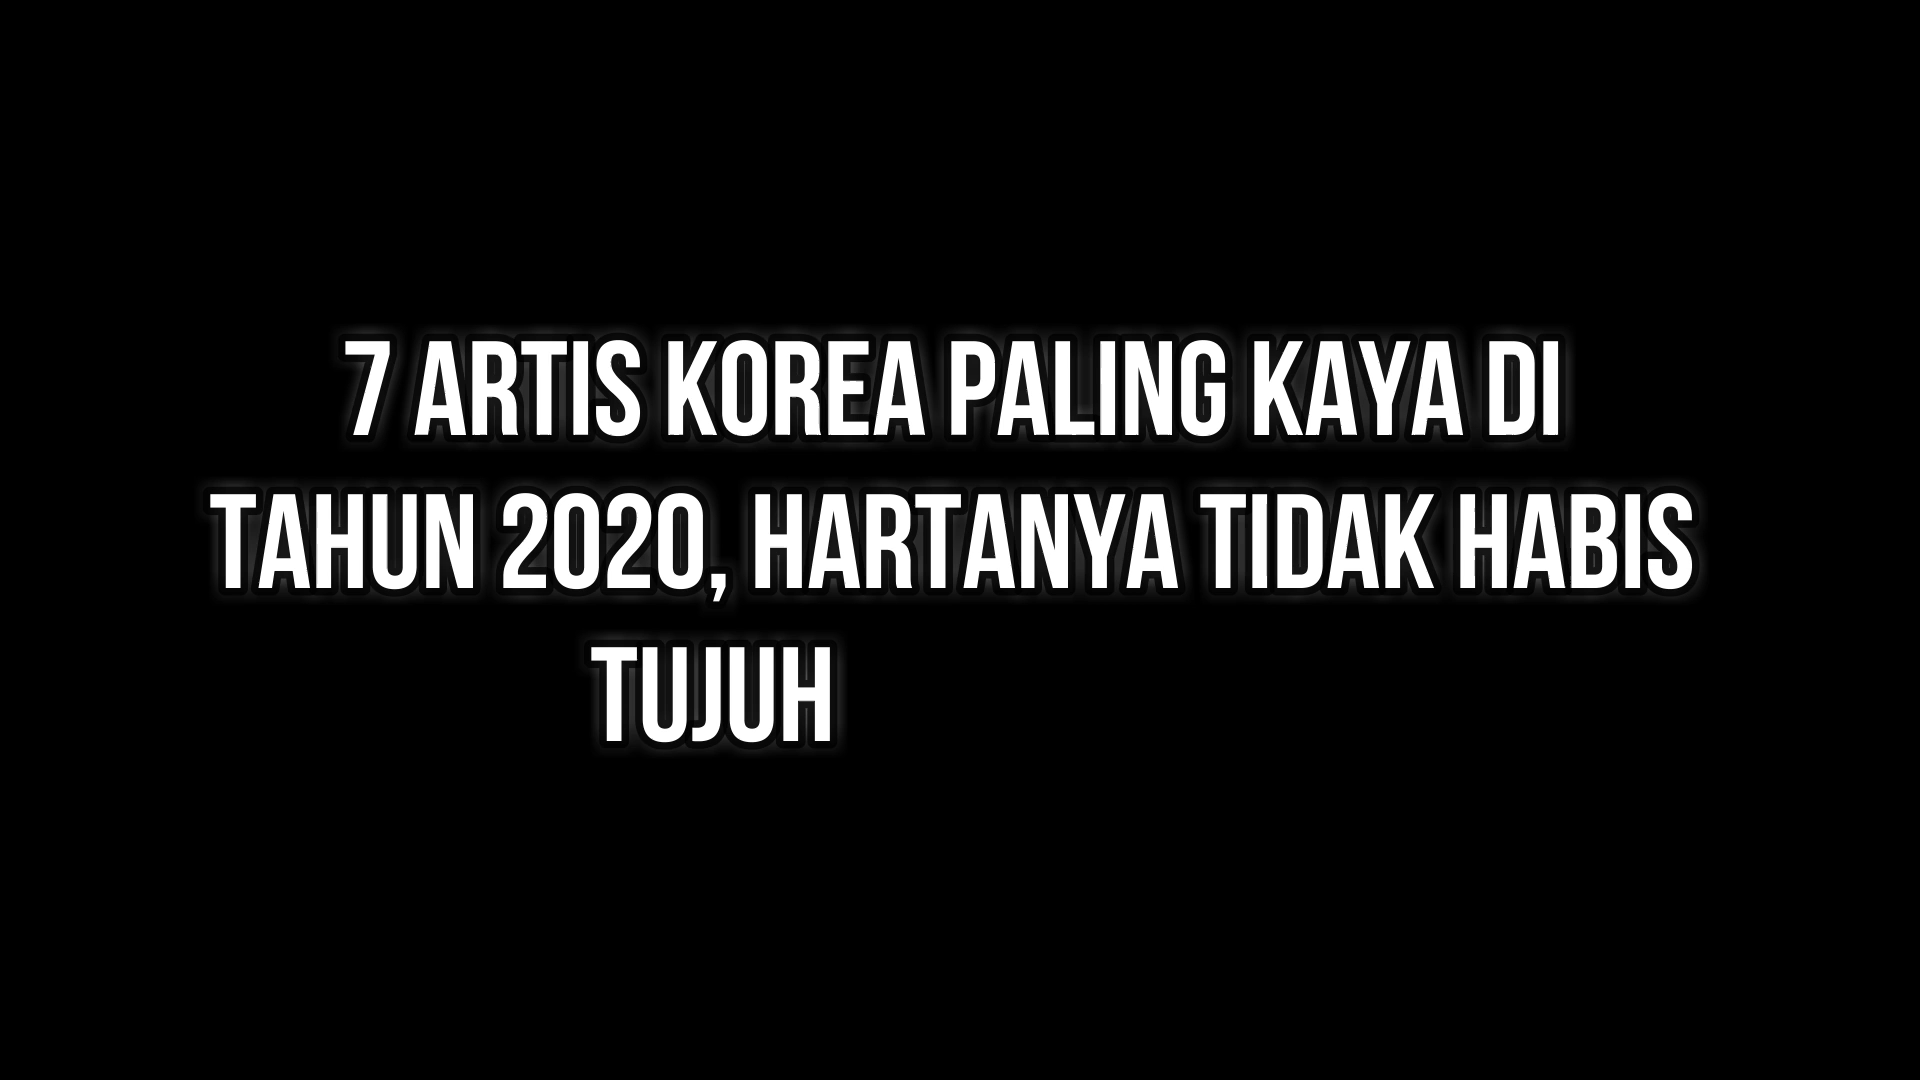 7 ARTIS KOREA PALING KAYA DI
TAHUN 2020, HARTANYA TIDAK HABIS
TUJUH